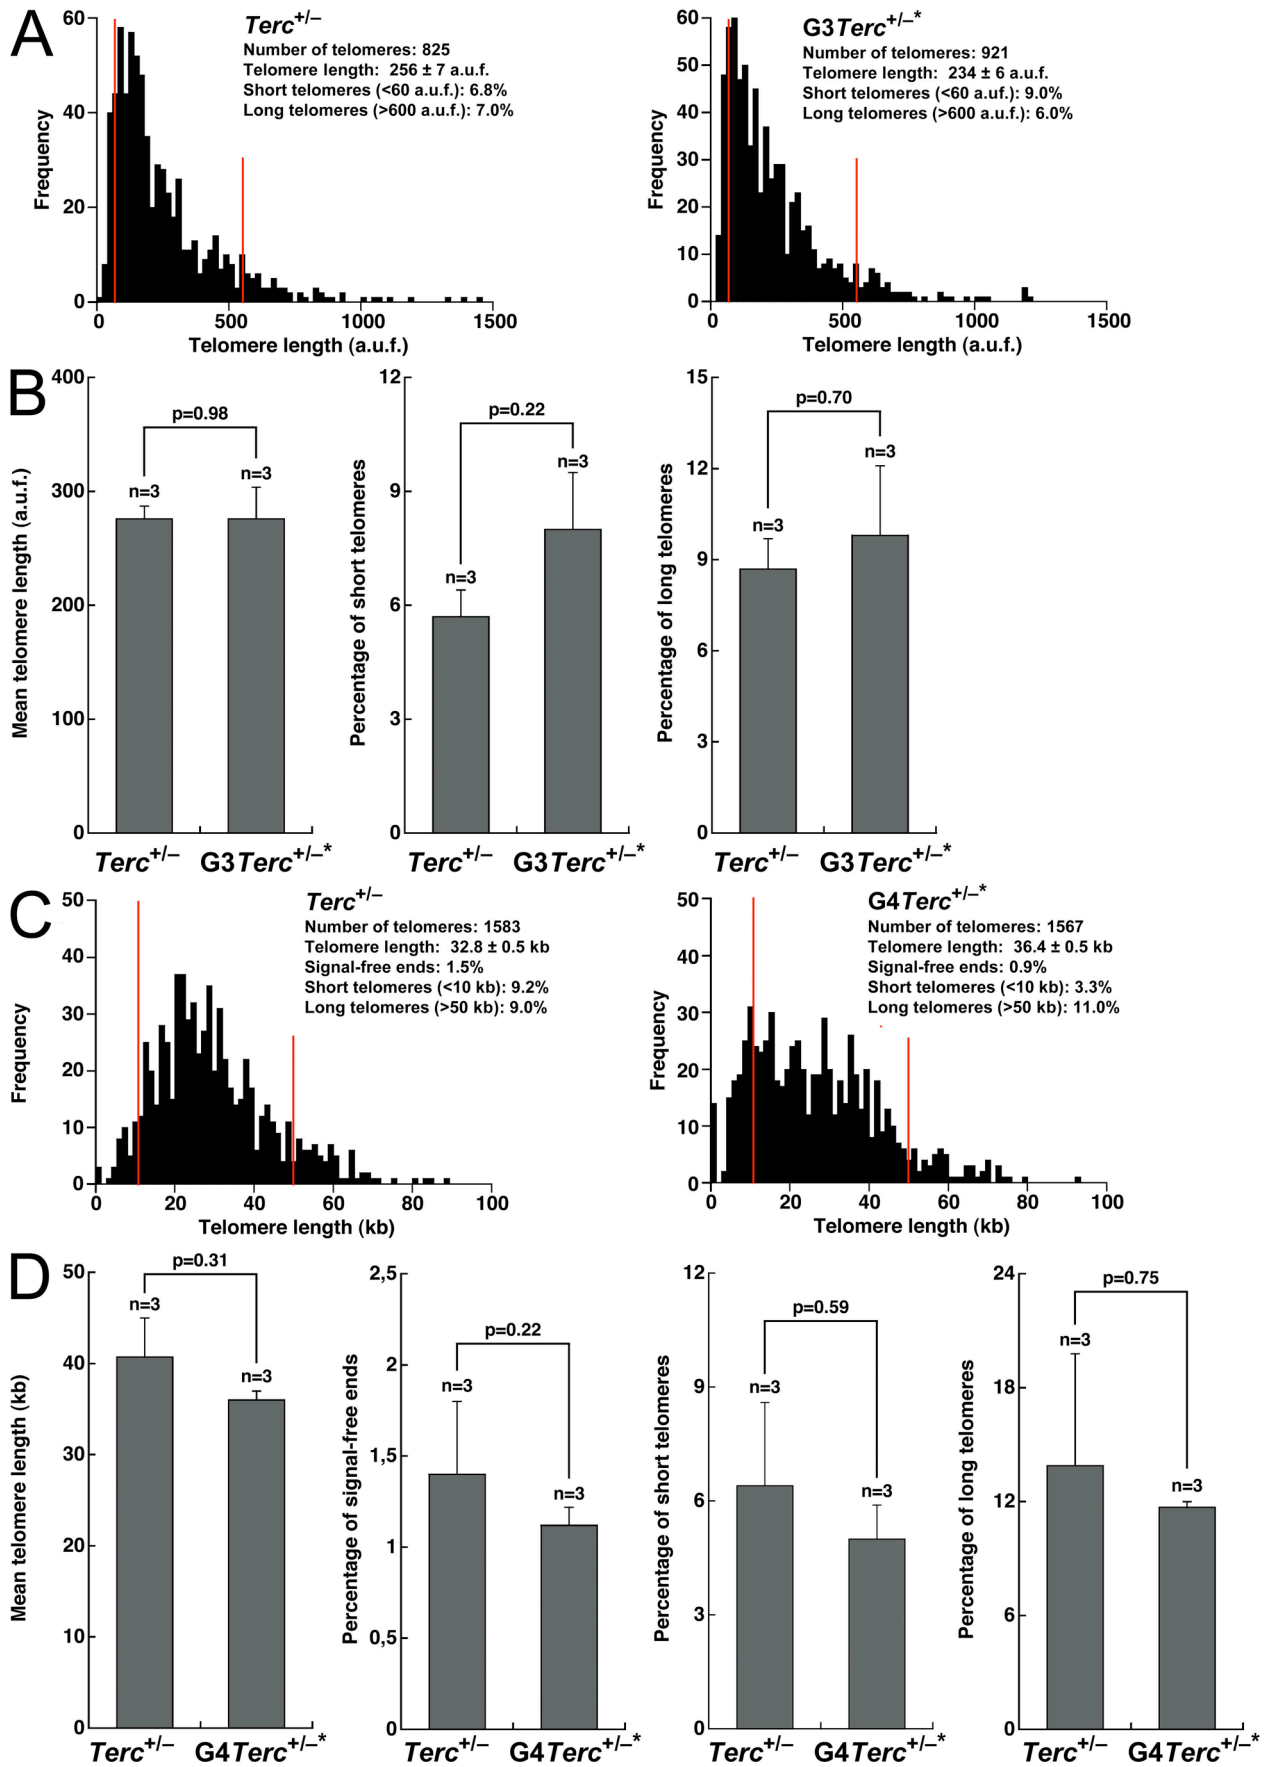 A
Terc+/–
Number of telomeres: 825
Telomere length: 256 ± 7 a.u.f.
Short telomeres (<60 a.u.f.): 6.8%
Long telomeres (>600 a.u.f.): 7.0%
Frequency
60
40
20
0
0 500 1000 1500
Telomere length (a.u.f.)
G3Terc+/–*
Number of telomeres: 921
Telomere length: 234 ± 6 a.u.f.
Short telomeres (<60 a.uf.): 9.0%
Long telomeres (>600 a.u.f.): 6.0%
Frequency
60
50
40
30
20
10
0
0 500 1000 1500
Telomere length (a.u.f.)
B
Mean telomere length (a.u.f.)
400
300
200
100
0
p=0.98
n=3
n=3
Terc+/– G3Terc+/–*
Percentage of short telomeres
12
9
6
3
0
p=0.22
n=3
n=3
Terc+/– G3Terc+/–*
Percentage of long telomeres
15
12
9
6
3
0
p=0.70
n=3
n=3
Terc+/– G3Terc+/–*
C
Terc+/–
Number of telomeres: 1583
Telomere length: 32.8 ± 0.5 kb
Signal-free ends: 1.5%
Short telomeres (<10 kb): 9.2%
Long telomeres (>50 kb): 9.0%
Frequency
50
40
30
20
10
0
0 20 40 60 80 100
Telomere length (kb)
G4Terc+/–*
Number of telomeres: 1567
Telomere length: 36.4 ± 0.5 kb
Signal-free ends: 0.9%
Short telomeres (<10 kb): 3.3%
Long telomeres (>50 kb): 11.0%
Frequency
50
40
30
20
10
0
0 20 40 60 80 100
Telomere length (kb)
D
Mean telomere length (kb)
50
40
30
20
10
0
p=0.31
n=3
n=3
Terc+/– G4Terc+/–*
Percentage of signal-free ends
2,5
2
1,5
1
0,5
0
p=0.22
n=3
n=3
Terc+/– G4Terc+/–*
Percentage of short telomeres
12
9
6
3
0
p=0.59
n=3
n=3
Terc+/– G4Terc+/–*
Percentage of long telomeres
24
18
12
6
0
p=0.75
n=3
n=3
Terc+/– G4Terc+/–*